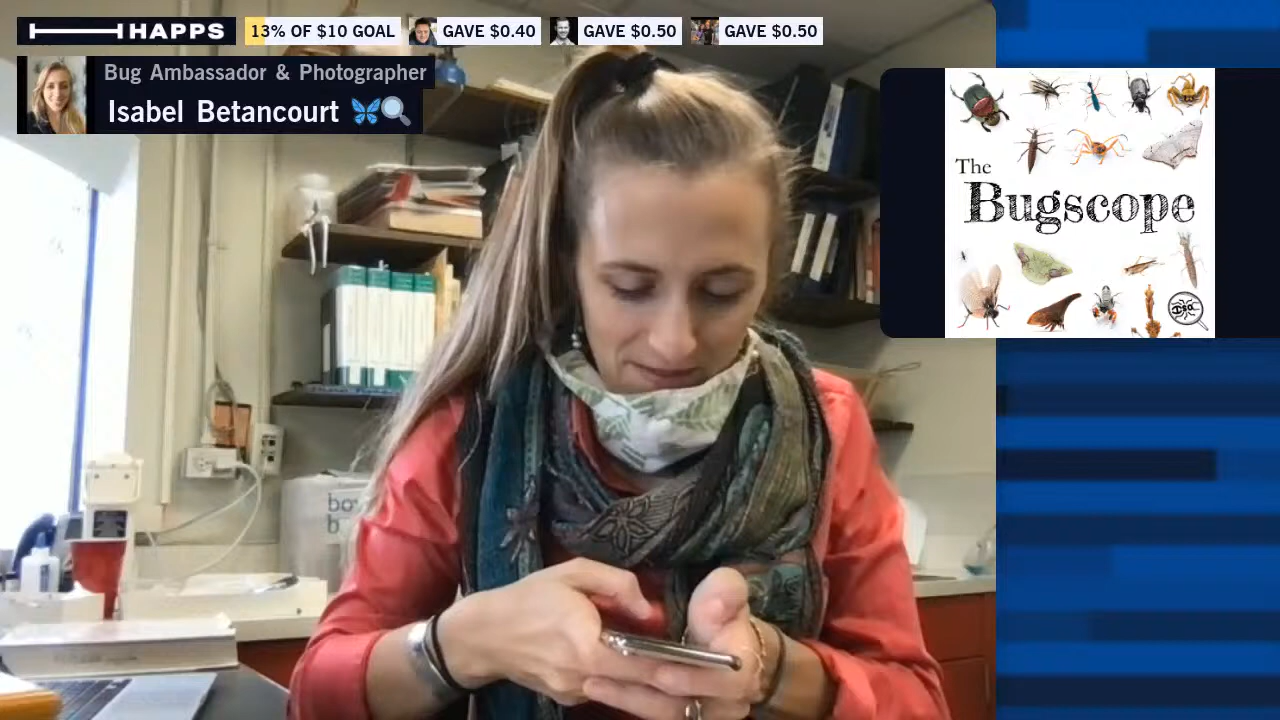 HAPPS
13% OF $10 GOAL
GAVE $0.40
GAVE $0.50
GAVE $0.50
Bug Ambassador & Photographer
Isabel Betancourt
The
Bugscope
bo
b